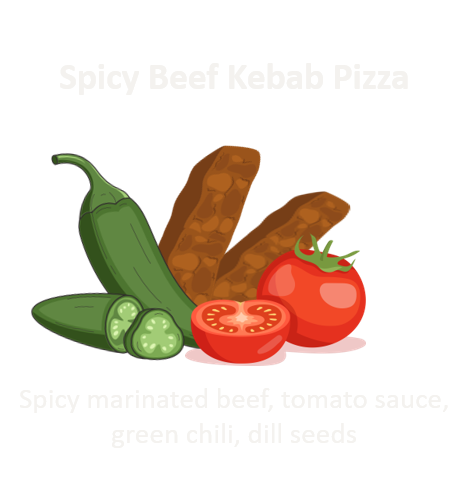 Spicy Beef Kebab Pizza
Spicy marinated beef, tomato sauce,
green chili, dill seeds